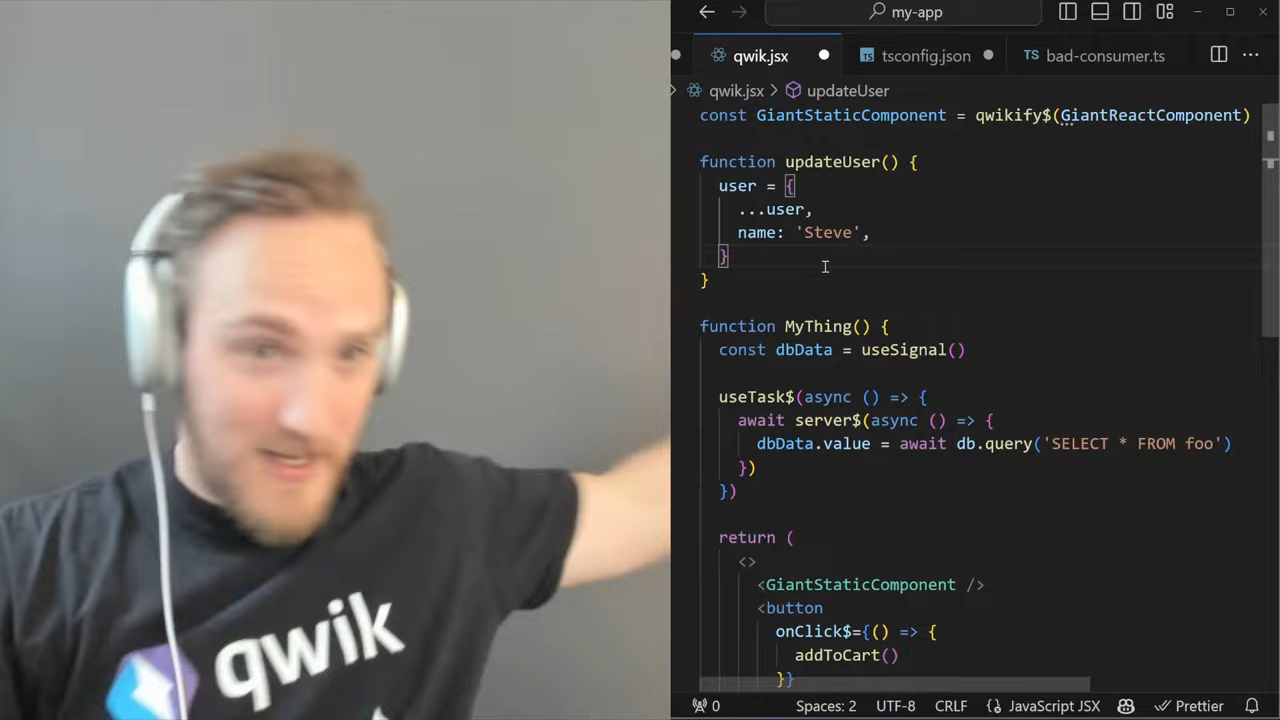 my-app
qwik.jsx
tsconfig.json
TS bad-consumer.ts
qwik.jsx > updateUser
const GiantStaticComponent = qwikify$(GiantReactComponent)
function updateUser() {
user = {
...user,
name: 'Steve',
}
}
function MyThing() {
const dbData = useSignal()
useTask$(async () => {
await server$(async () => {
dbData.value = await db.query('SELECT * FROM foo')
})
})
return (
<>
<GiantStaticComponent />
<button
onClick$={() => {
addToCart()
}}
0 Spaces: 2 UTF-8 CRLF {} JavaScript JSX Prettier
qwik